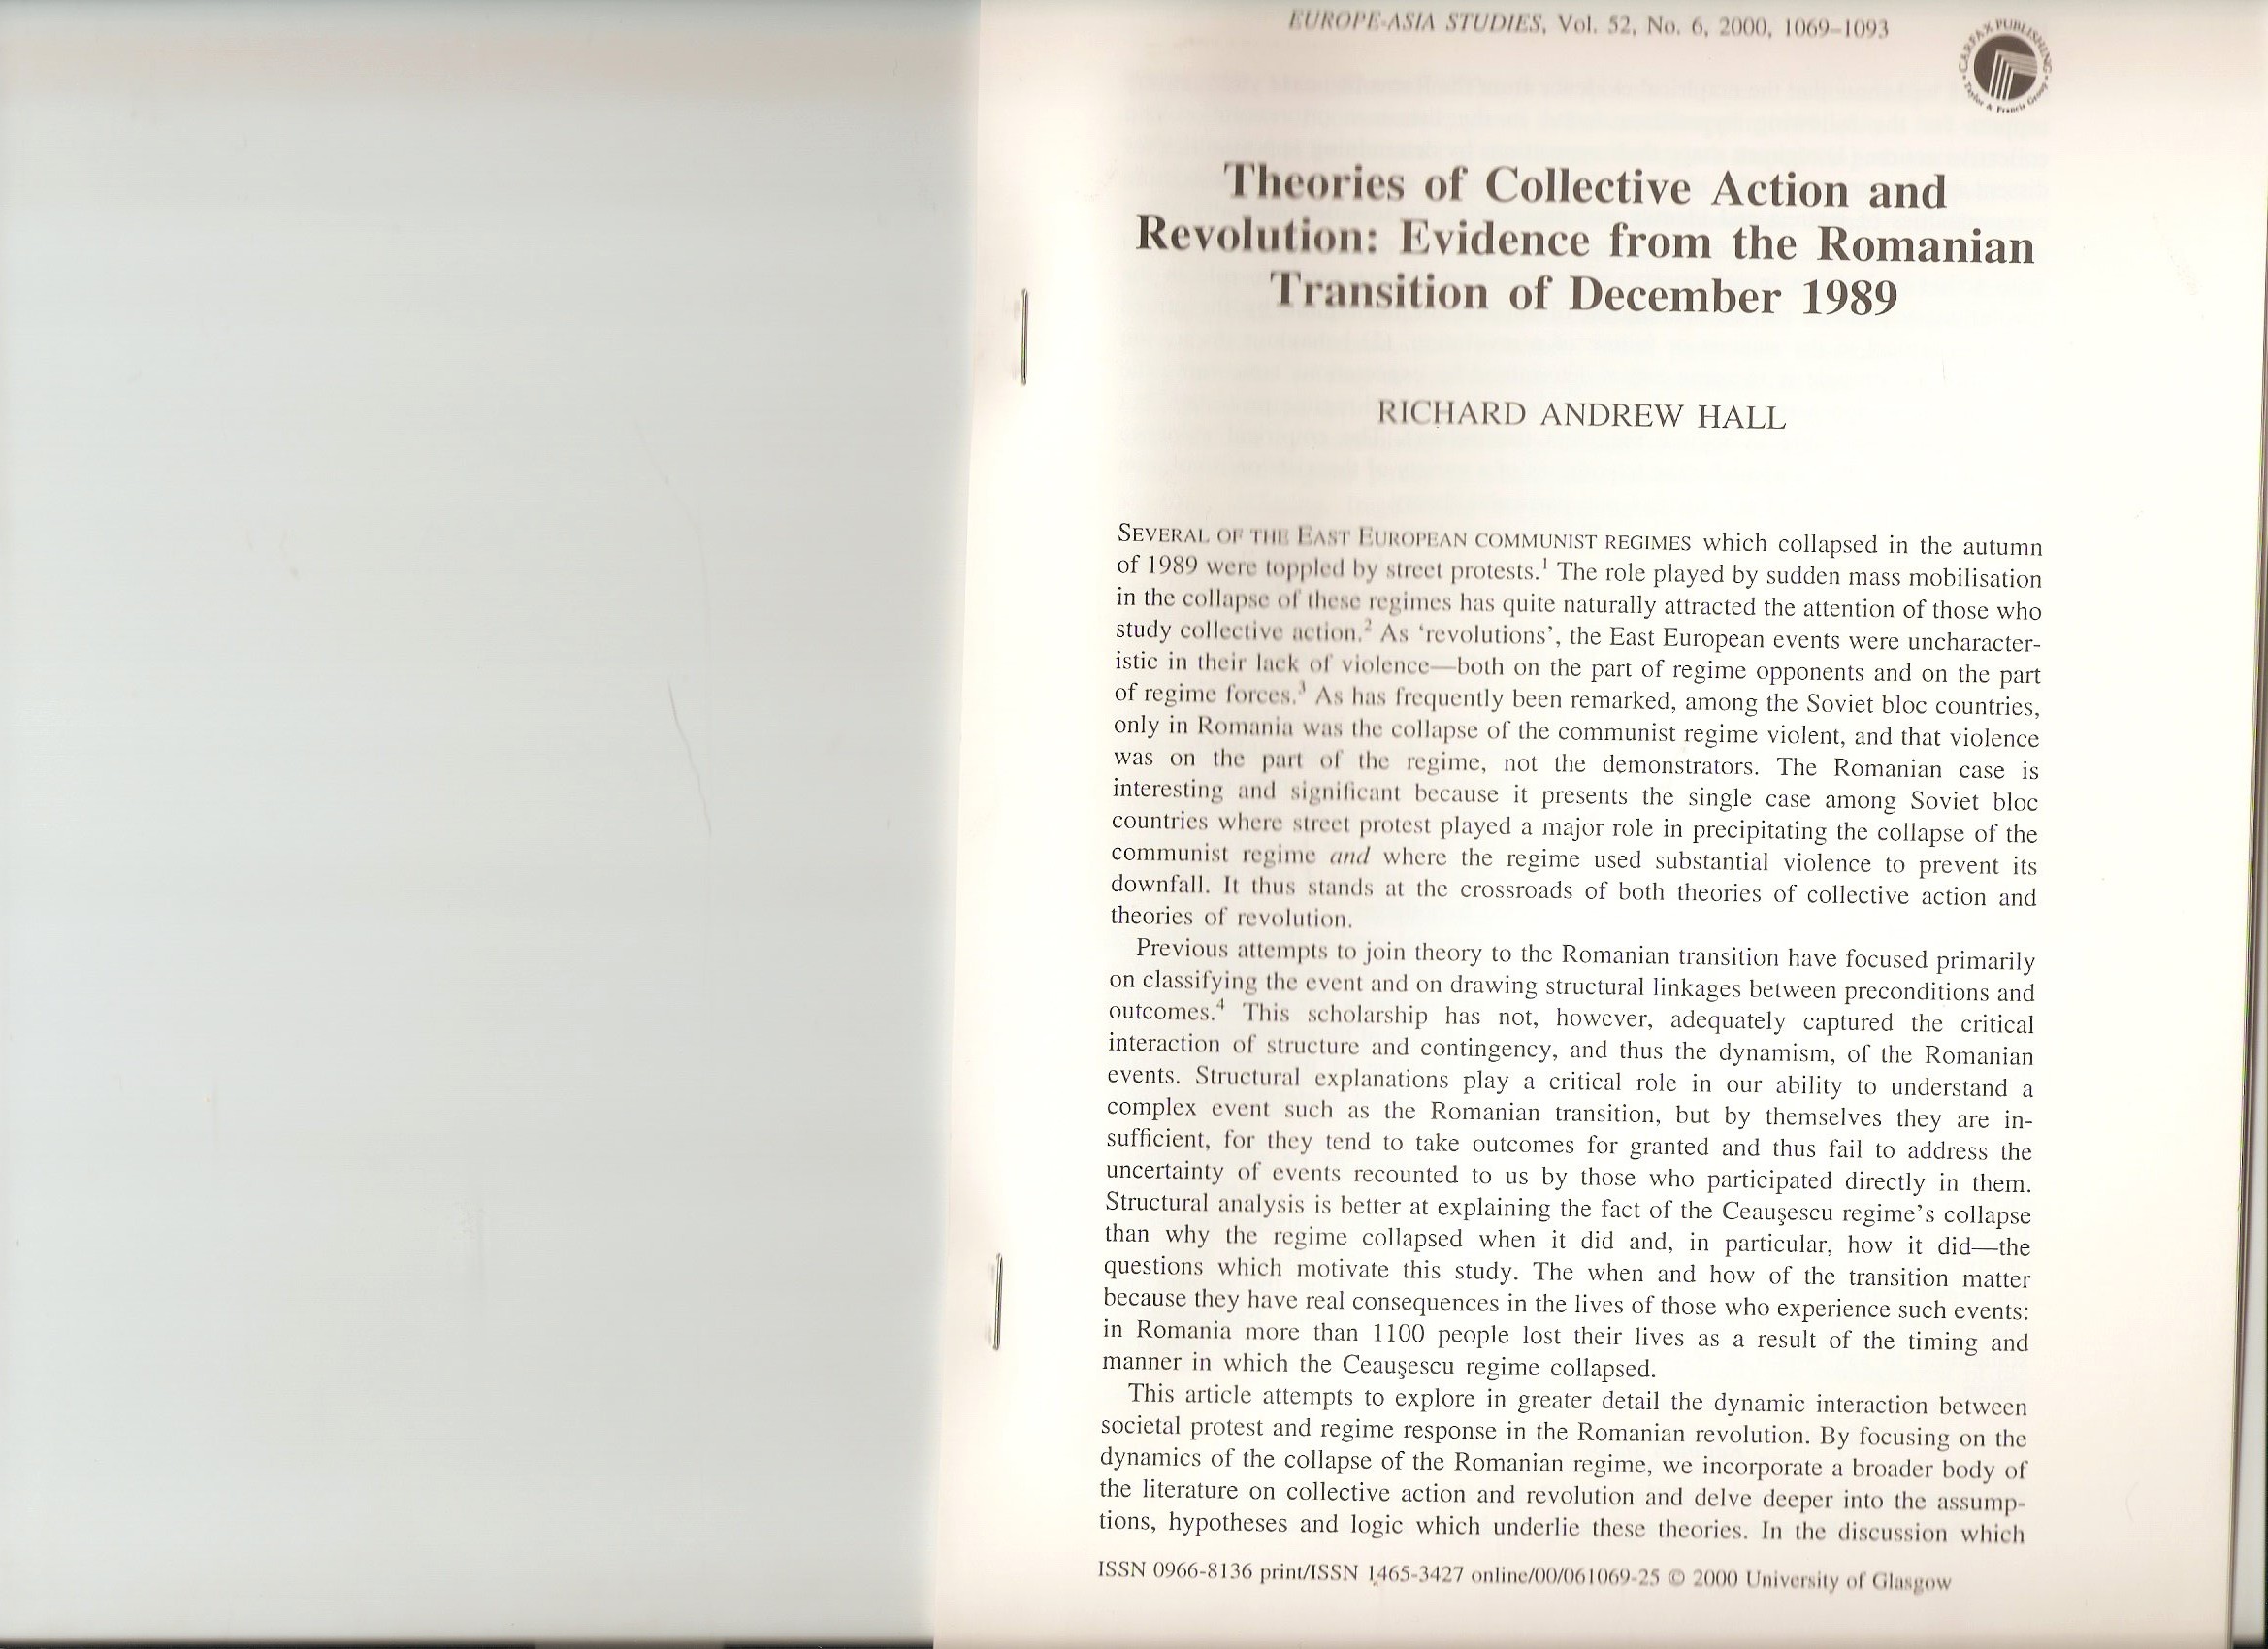 EUROPE-ASIA STUDIES, Vol. 52, No. 6, 2000, 1069–1093
CARFAX PUBLISHING
Taylor & Francis Group
Theories of Collective Action and
Revolution: Evidence from the Romanian
Transition of December 1989
RICHARD ANDREW HALL
SEVERAL OF THE EAST EUROPEAN COMMUNIST REGIMES which collapsed in the autumn
of 1989 were toppled by street protests.¹ The role played by sudden mass mobilisation
in the collapse of these regimes has quite naturally attracted the attention of those who
study collective action.² As ‘revolutions’, the East European events were uncharacter-
istic in their lack of violence—both on the part of regime opponents and on the part
of regime forces.³ As has frequently been remarked, among the Soviet bloc countries,
only in Romania was the collapse of the communist regime violent, and that violence
was on the part of the regime, not the demonstrators. The Romanian case is
interesting and significant because it presents the single case among Soviet bloc
countries where street protest played a major role in precipitating the collapse of the
communist regime and where the regime used substantial violence to prevent its
downfall. It thus stands at the crossroads of both theories of collective action and
theories of revolution.
Previous attempts to join theory to the Romanian transition have focused primarily
on classifying the event and on drawing structural linkages between preconditions and
outcomes.⁴ This scholarship has not, however, adequately captured the critical
interaction of structure and contingency, and thus the dynamism, of the Romanian
events. Structural explanations play a critical role in our ability to understand a
complex event such as the Romanian transition, but by themselves they are in-
sufficient, for they tend to take outcomes for granted and thus fail to address the
uncertainty of events recounted to us by those who participated directly in them.
Structural analysis is better at explaining the fact of the Ceauşescu regime’s collapse
than why the regime collapsed when it did and, in particular, how it did—the
questions which motivate this study. The when and how of the transition matter
because they have real consequences in the lives of those who experience such events:
in Romania more than 1100 people lost their lives as a result of the timing and
manner in which the Ceauşescu regime collapsed.
This article attempts to explore in greater detail the dynamic interaction between
societal protest and regime response in the Romanian revolution. By focusing on the
dynamics of the collapse of the Romanian regime, we incorporate a broader body of
the literature on collective action and revolution and delve deeper into the assump-
tions, hypotheses and logic which underlie these theories. In the discussion which
ISSN 0966-8136 print/ISSN 1465-3427 online/00/061069-25 © 2000 University of Glasgow